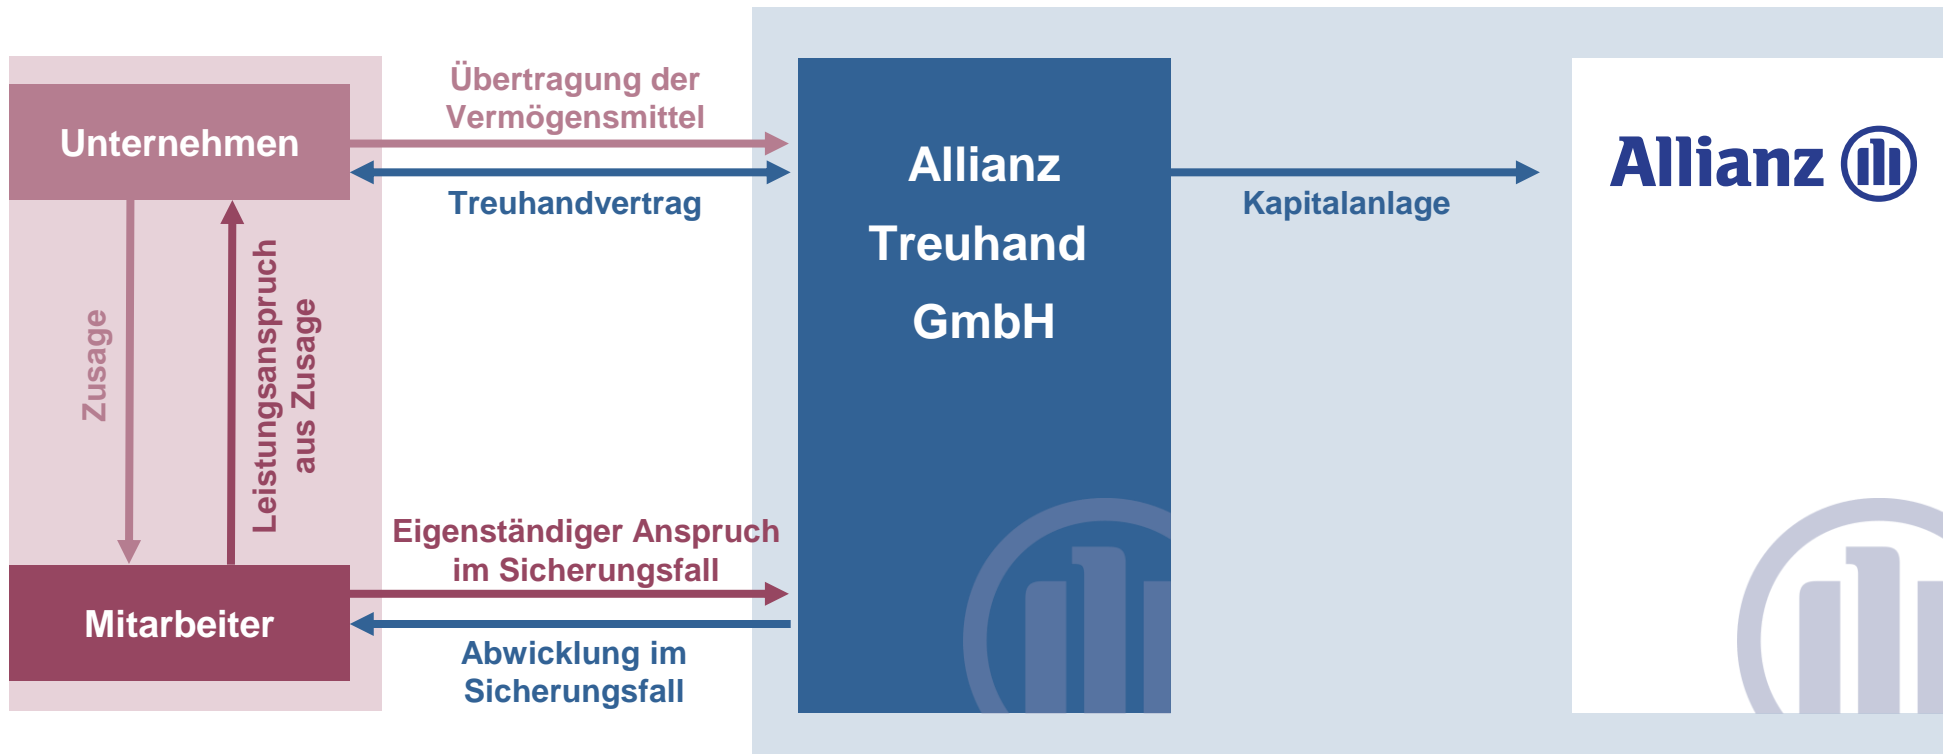 Übertragung der
Vermögensmittel
Unternehmen
Treuhandvertrag
Zusage
Leistungsanspruch
aus Zusage
Eigenständiger Anspruch
im Sicherungsfall
Mitarbeiter
Abwicklung im
Sicherungsfall
Allianz
Treuhand
GmbH
Kapitalanlage
Allianz